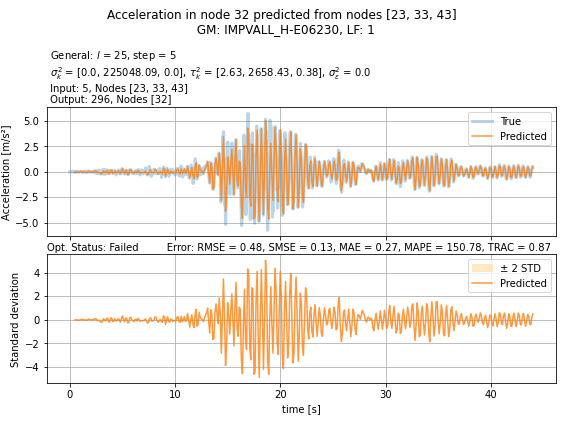 Acceleration in node 32 predicted from nodes [23, 33, 43]
GM: IMPVALL_H-E06230, LF: 1
General: l = 25, step = 5
σ²ₖ = [0.0, 225048.09, 0.0], τ²ₖ = [2.63, 2658.43, 0.38], σ²ε = 0.0
Input: 5, Nodes [23, 33, 43]
Output: 296, Nodes [32]
Acceleration [m/s²]
5.0
2.5
0.0
−2.5
−5.0
True
Predicted
Opt. Status: Failed
Error: RMSE = 0.48, SMSE = 0.13, MAE = 0.27, MAPE = 150.78, TRAC = 0.87
Standard deviation
4
2
0
−2
−4
± 2 STD
Predicted
0
10
20
30
40
time [s]